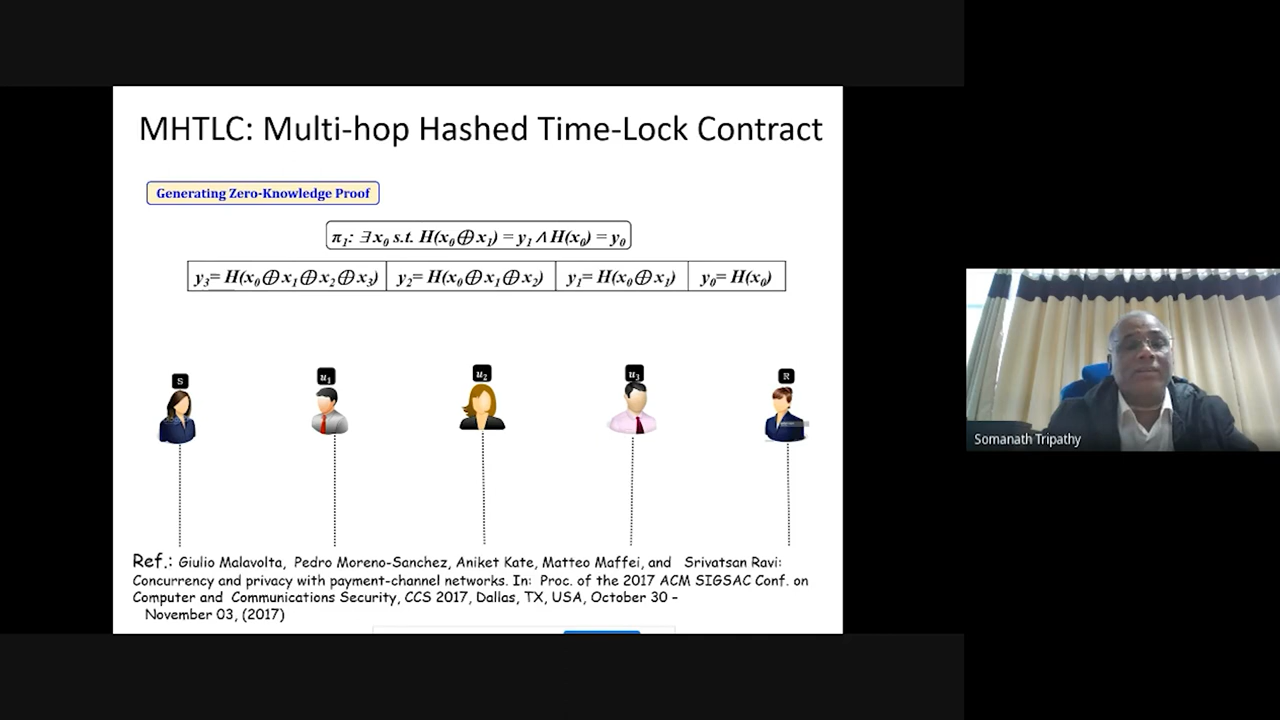 MHTLC: Multi-hop Hashed Time-Lock Contract
Generating Zero-Knowledge Proof
π₁: ∃x₀ s.t. H(x₀⊕x₁) = y₁ ∧ H(x₀) = y₀
y₃= H(x₀⊕x₁⊕x₂⊕x₃) y₂= H(x₀⊕x₁⊕x₂) y₁= H(x₀⊕x₁) y₀= H(x₀)
S u₁ u₂ u₃ R
Ref.: Giulio Malavolta, Pedro Moreno-Sanchez, Aniket Kate, Matteo Maffei, and Srivatsan Ravi:
Concurrency and privacy with payment-channel networks. In: Proc. of the 2017 ACM SIGSAC Conf. on
Computer and Communications Security, CCS 2017, Dallas, TX, USA, October 30 –
November 03, (2017)
Somanath Tripathy